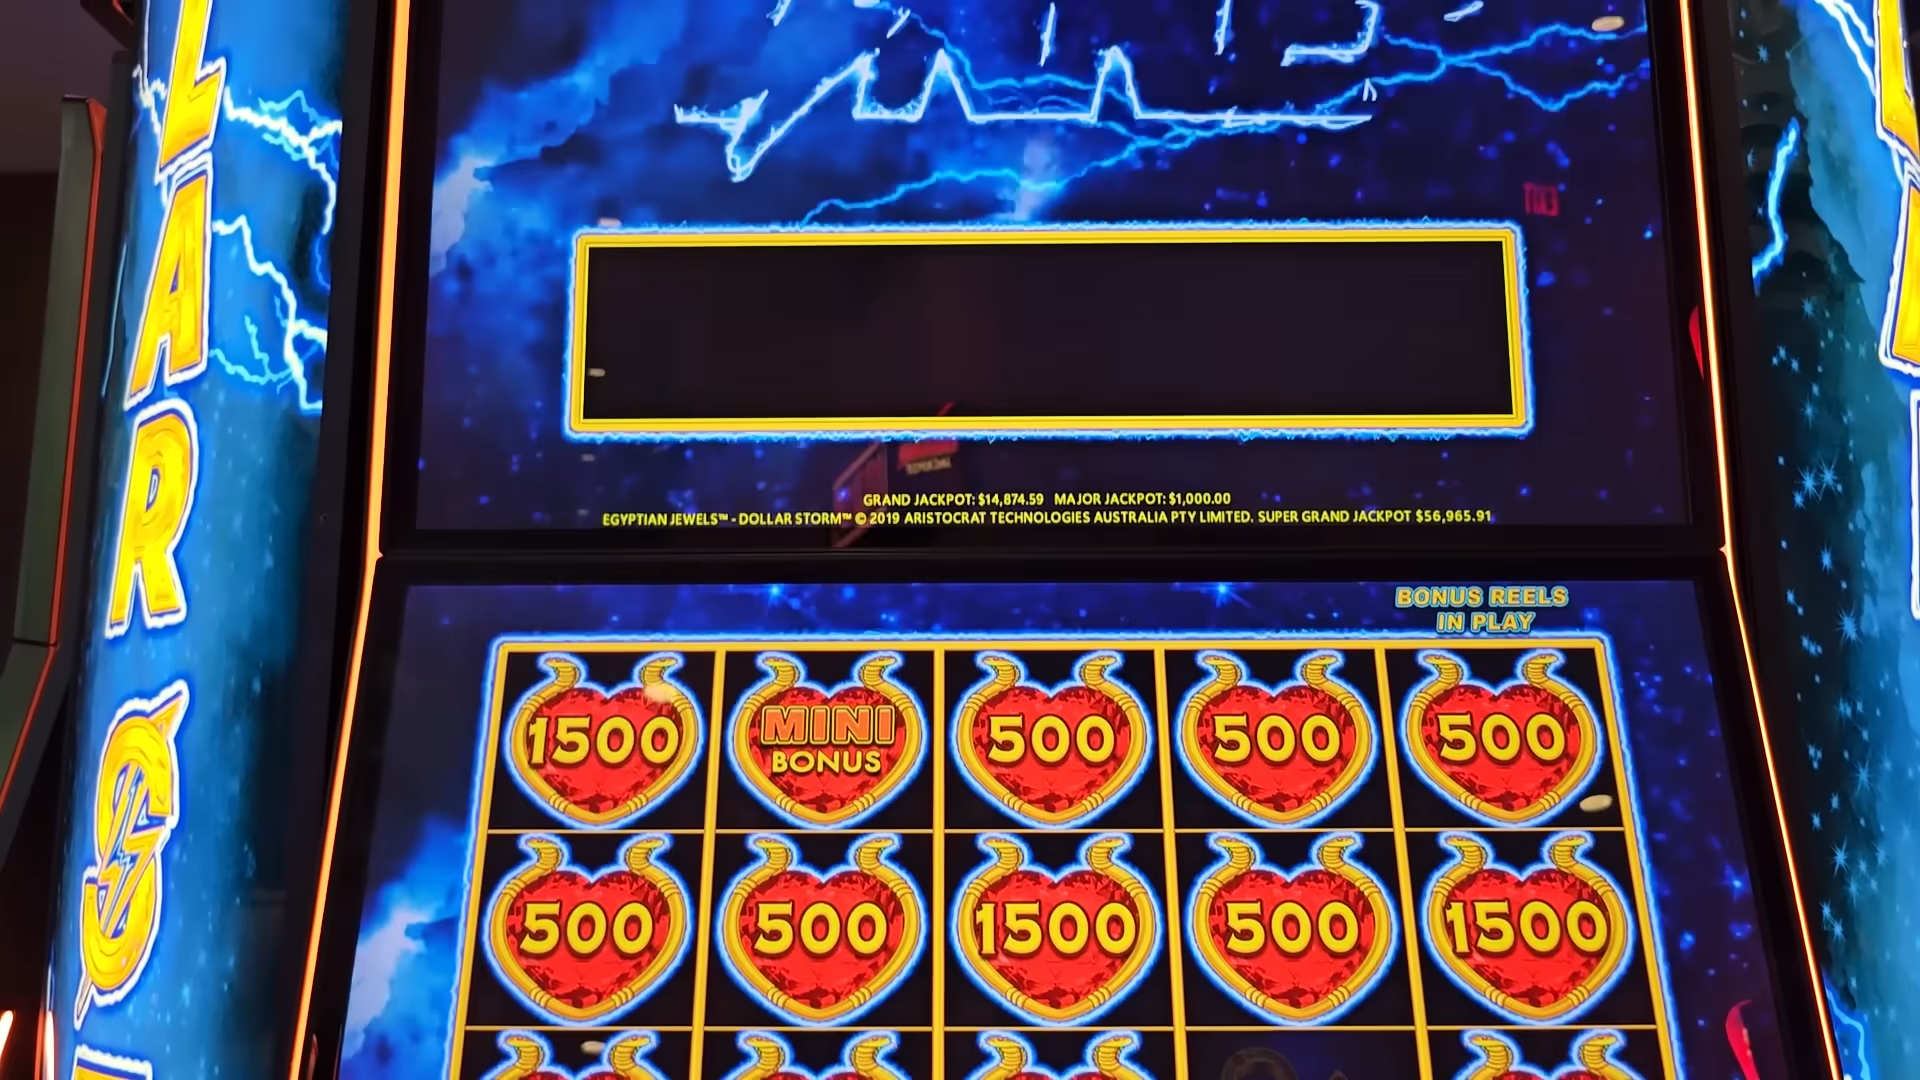 LARS
GRAND JACKPOT: $14,874.59 MAJOR JACKPOT: $1,000.00
EGYPTIAN JEWELS™ - DOLLAR STORM™ © 2019 ARISTOCRAT TECHNOLOGIES AUSTRALIA PTY LIMITED. SUPER GRAND JACKPOT $56,965.91
BONUS REELS
IN PLAY
1500 MINI BONUS 500 500 500
500 500 1500 500 1500